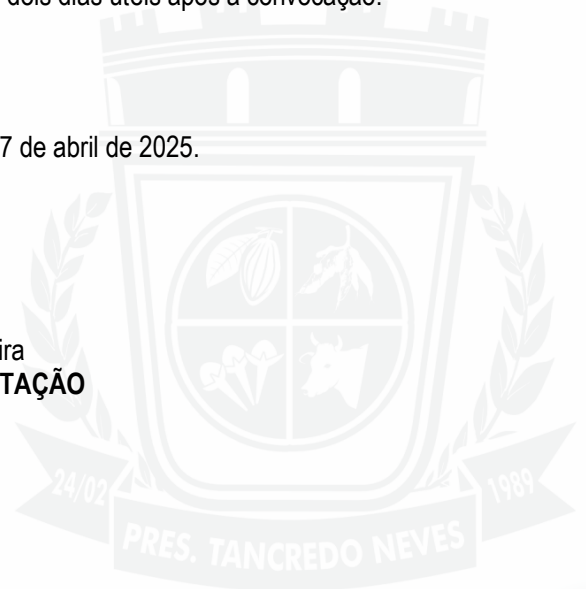 dois dias úteis após a convocação.
7 de abril de 2025.
ira
TAÇÃO
24/02
1989
PRES. TANCREDO NEVES